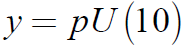 y = pU(10)